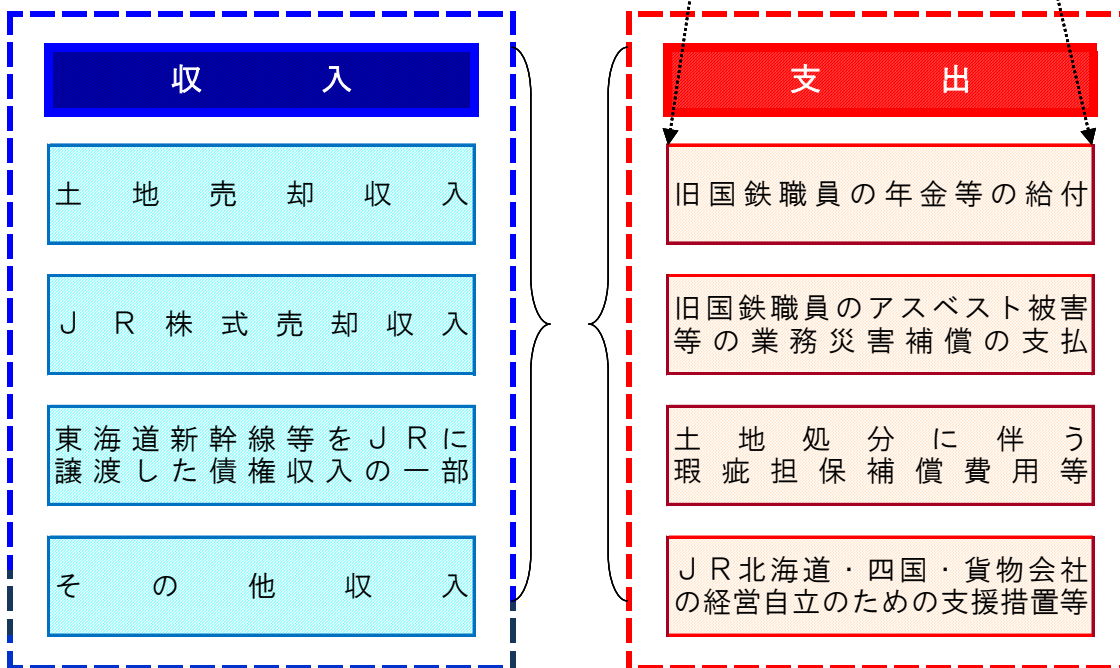 収入
土地売却収入
ＪＲ株式売却収入
東海道新幹線等をＪＲに
譲渡した債権収入の一部
その他収入
支出
旧国鉄職員の年金等の給付
旧国鉄職員のアスベスト被害
等の業務災害補償の支払
土地処分に伴う
瑕疵担保補償費用等
ＪＲ北海道・四国・貨物会社
の経営自立のための支援措置等